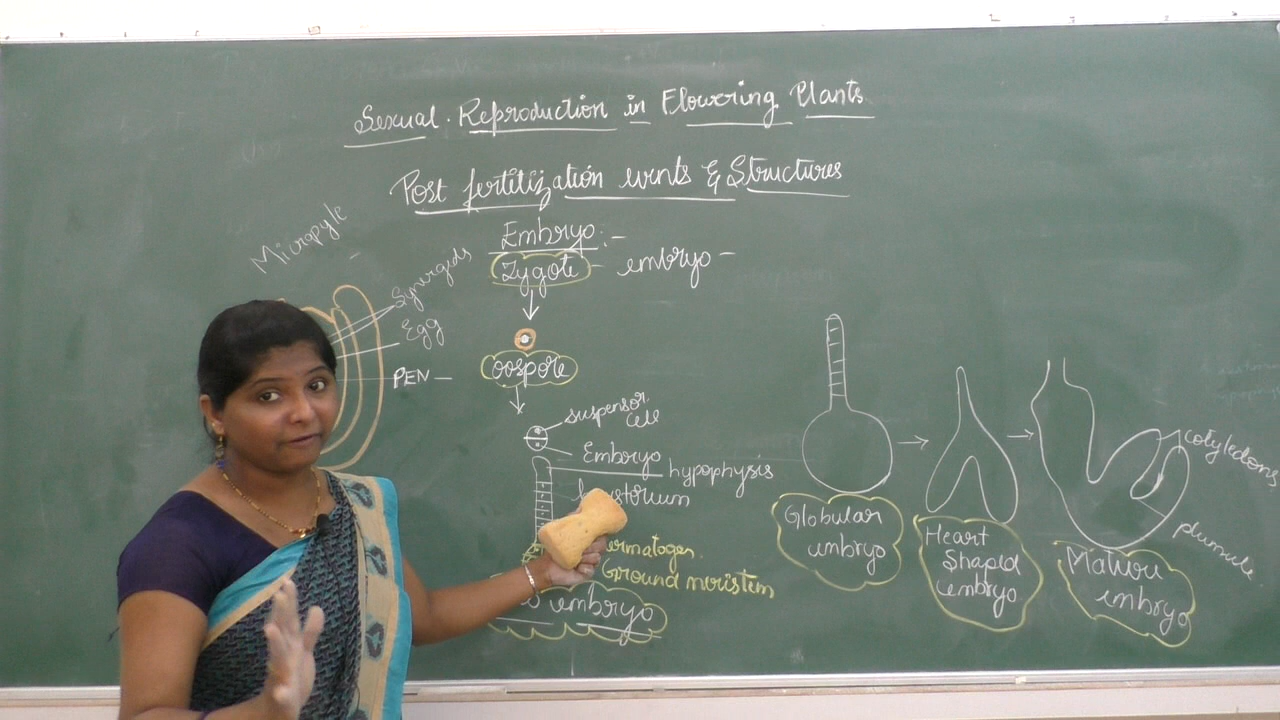 Sexual . Reproduction in Flowering Plants
Post fertilization events & Structures
Micropyle
Synergids
Egg
PEN
Embryo : -
Zygote - embryo -
oospore
suspensor cell
Embryo
hypophysis
ermatogen
Ground meristem
embryo
Globular embryo
Heart Shaped embryo
Mature embryo
cotyledons
plumule